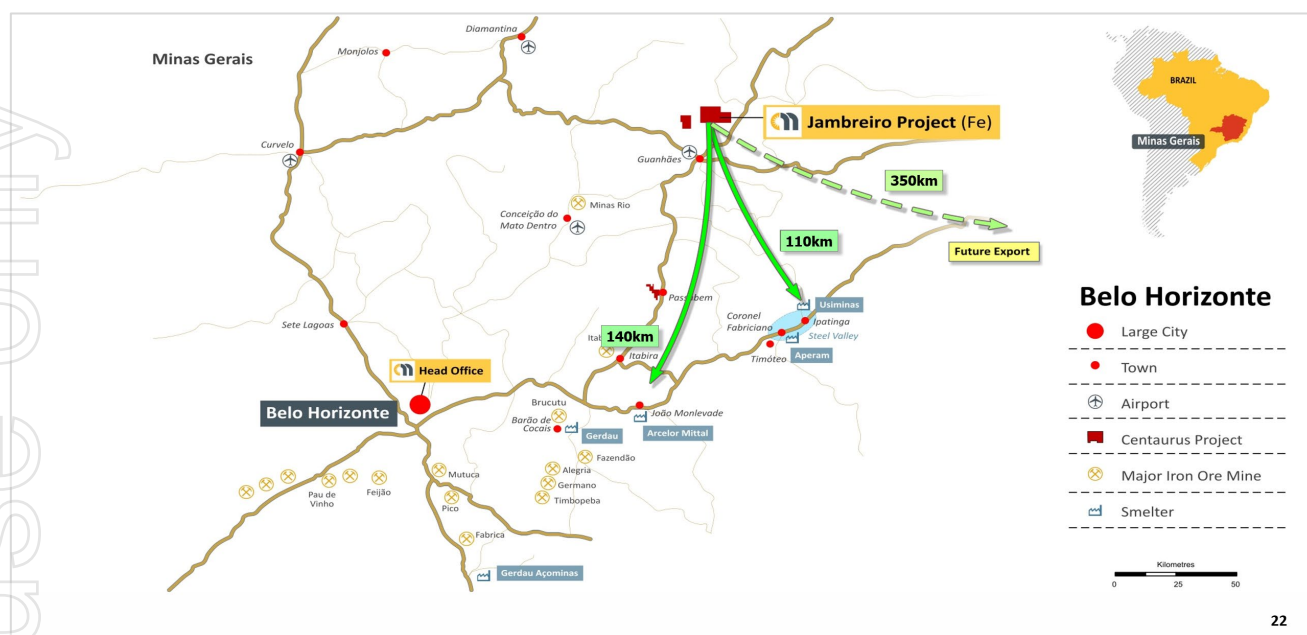 Minas Gerais
Diamantina
Monjolos
Curvelo
Guanhães
Jambreiro Project (Fe)
350km
110km
140km
Future Export
Minas Rio
Conceição do
Mato Dentro
Passabem
Sete Lagoas
Itabira
Usiminas
Coronel
Fabriciano
Ipatinga
Steel Valley
Timóteo
Aperam
Head Office
Belo Horizonte
Brucutu
Barão de
Cocais
Gerdau
João Monlevade
Arcelor Mittal
Fazendão
Alegria
Germano
Timbopeba
Mutuca
Pico
Pau de
Vinho
Feijão
Fabrica
Gerdau Açominas
BRAZIL
Minas Gerais
Belo Horizonte
Large City
Town
Airport
Centaurus Project
Major Iron Ore Mine
Smelter
Kilometres
0 25 50
22